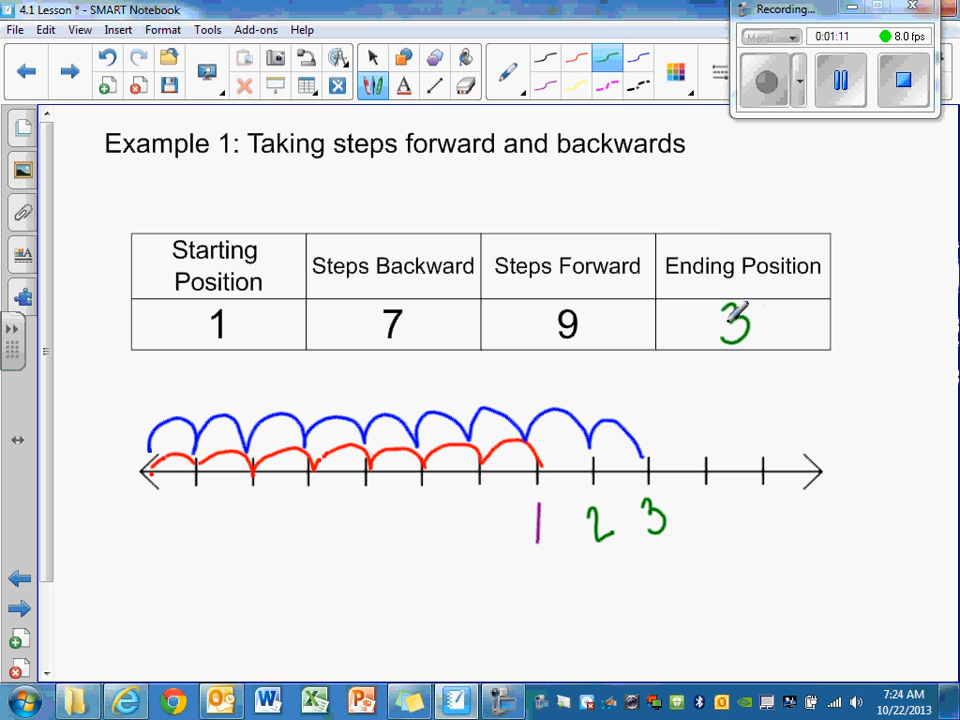 4.1 Lesson * - SMART Notebook
Recording...
File Edit View Insert Format Tools Add-ons Help
Menu 0:01:11 8.0 fps
Example 1: Taking steps forward and backwards
Starting Position
Steps Backward
Steps Forward
Ending Position
1 7 9 3
1 2 3
7:24 AM
10/22/2013